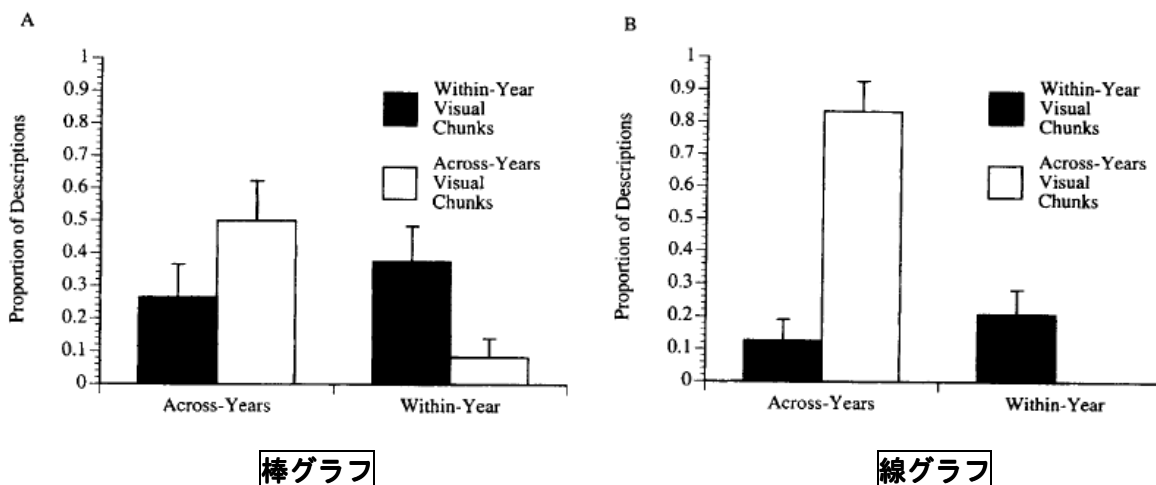 A
Proportion of Descriptions
1
0.9
0.8
0.7
0.6
0.5
0.4
0.3
0.2
0.1
0
Within-Year
Visual
Chunks
Across-Years
Visual
Chunks
Across-Years
Within-Year
棒グラフ
B
Proportion of Descriptions
1
0.9
0.8
0.7
0.6
0.5
0.4
0.3
0.2
0.1
0
Within-Year
Visual
Chunks
Across-Years
Visual
Chunks
Across-Years
Within-Year
線グラフ